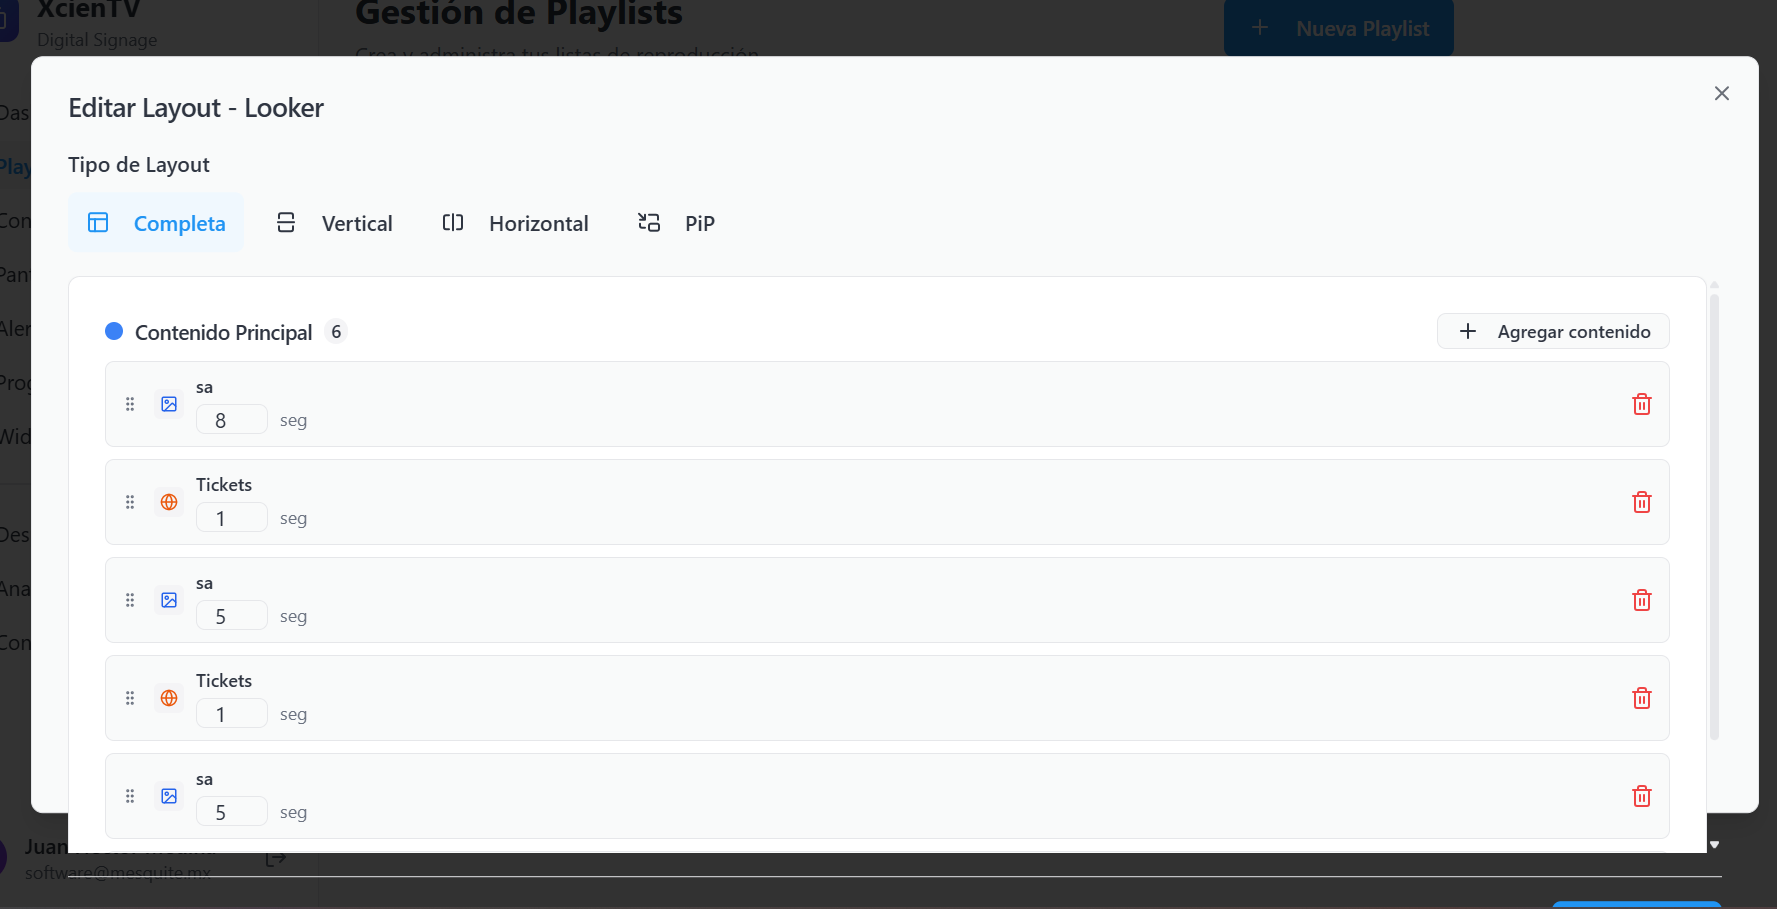 XcienTV
Digital Signage
Gestión de Playlists
Crea y administra tus listas de reproducción
Nueva Playlist
Editar Layout - Looker
Tipo de Layout
Completa
Vertical
Horizontal
PiP
Contenido Principal 6
Agregar contenido
sa
8 seg
Tickets
1 seg
sa
5 seg
Tickets
1 seg
sa
5 seg
Das
Play
Con
Pant
Aler
Prog
Wid
Des
Ana
Con
Juan
software@mesquite.mx